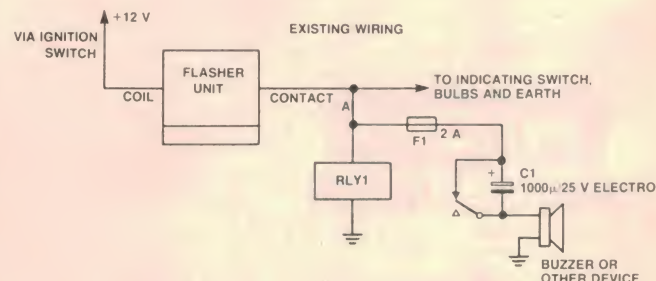 +12 V
VIA IGNITION
SWITCH
EXISTING WIRING
FLASHER
UNIT
COIL
CONTACT
TO INDICATING SWITCH,
BULBS AND EARTH
A
F1
2 A
RLY1
+
C1
1000µ/25 V ELECTRO
BUZZER OR
OTHER DEVICE